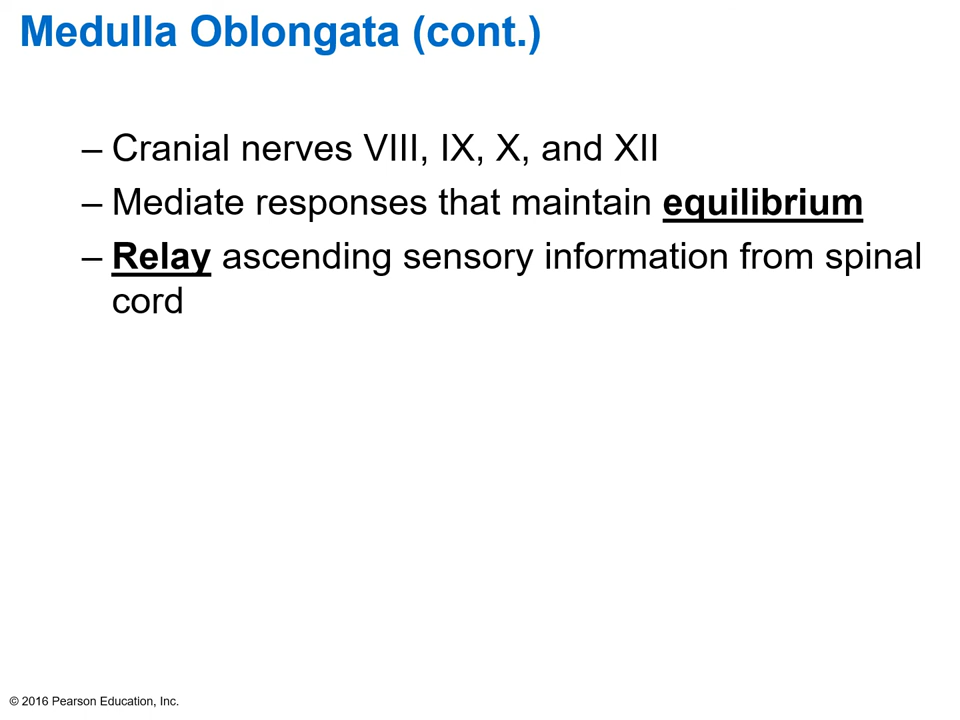 Medulla Oblongata (cont.)
– Cranial nerves VIII, IX, X, and XII
– Mediate responses that maintain equilibrium
– Relay ascending sensory information from spinal
cord
© 2016 Pearson Education, Inc.